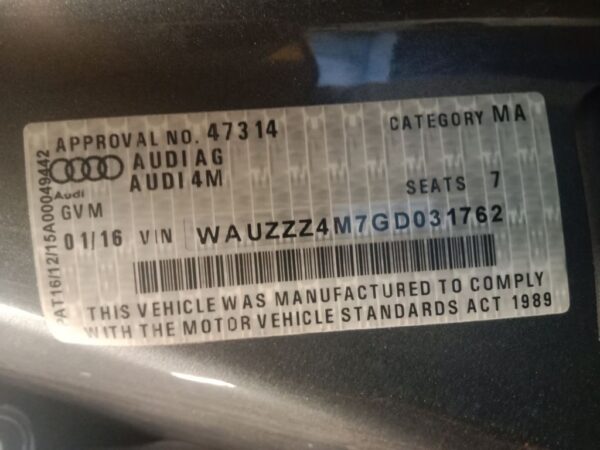 APPROVAL NO. 47314 CATEGORY MA
AUDI AG
Audi AUDI 4M SEATS 7
GVM
01/16 VIN WAUZZZ4M7GD031762
THIS VEHICLE WAS MANUFACTURED TO COMPLY
WITH THE MOTOR VEHICLE STANDARDS ACT 1989
PAT16/12/15A00049442